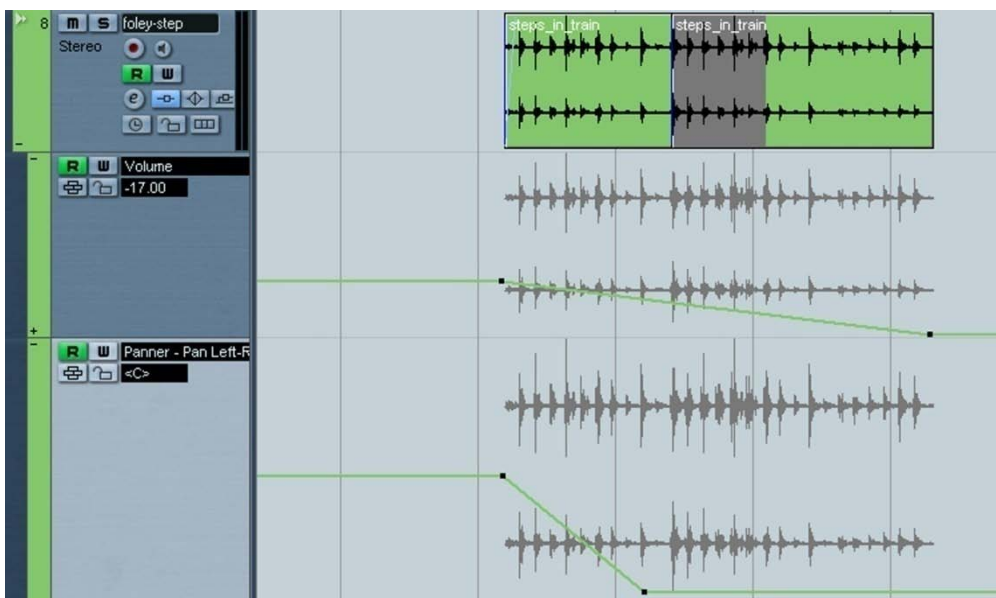 8 m S foley-step
Stereo
R W
e
steps_in_train steps_in_train
R W Volume
-17.00
R W Panner - Pan Left-R
<C>